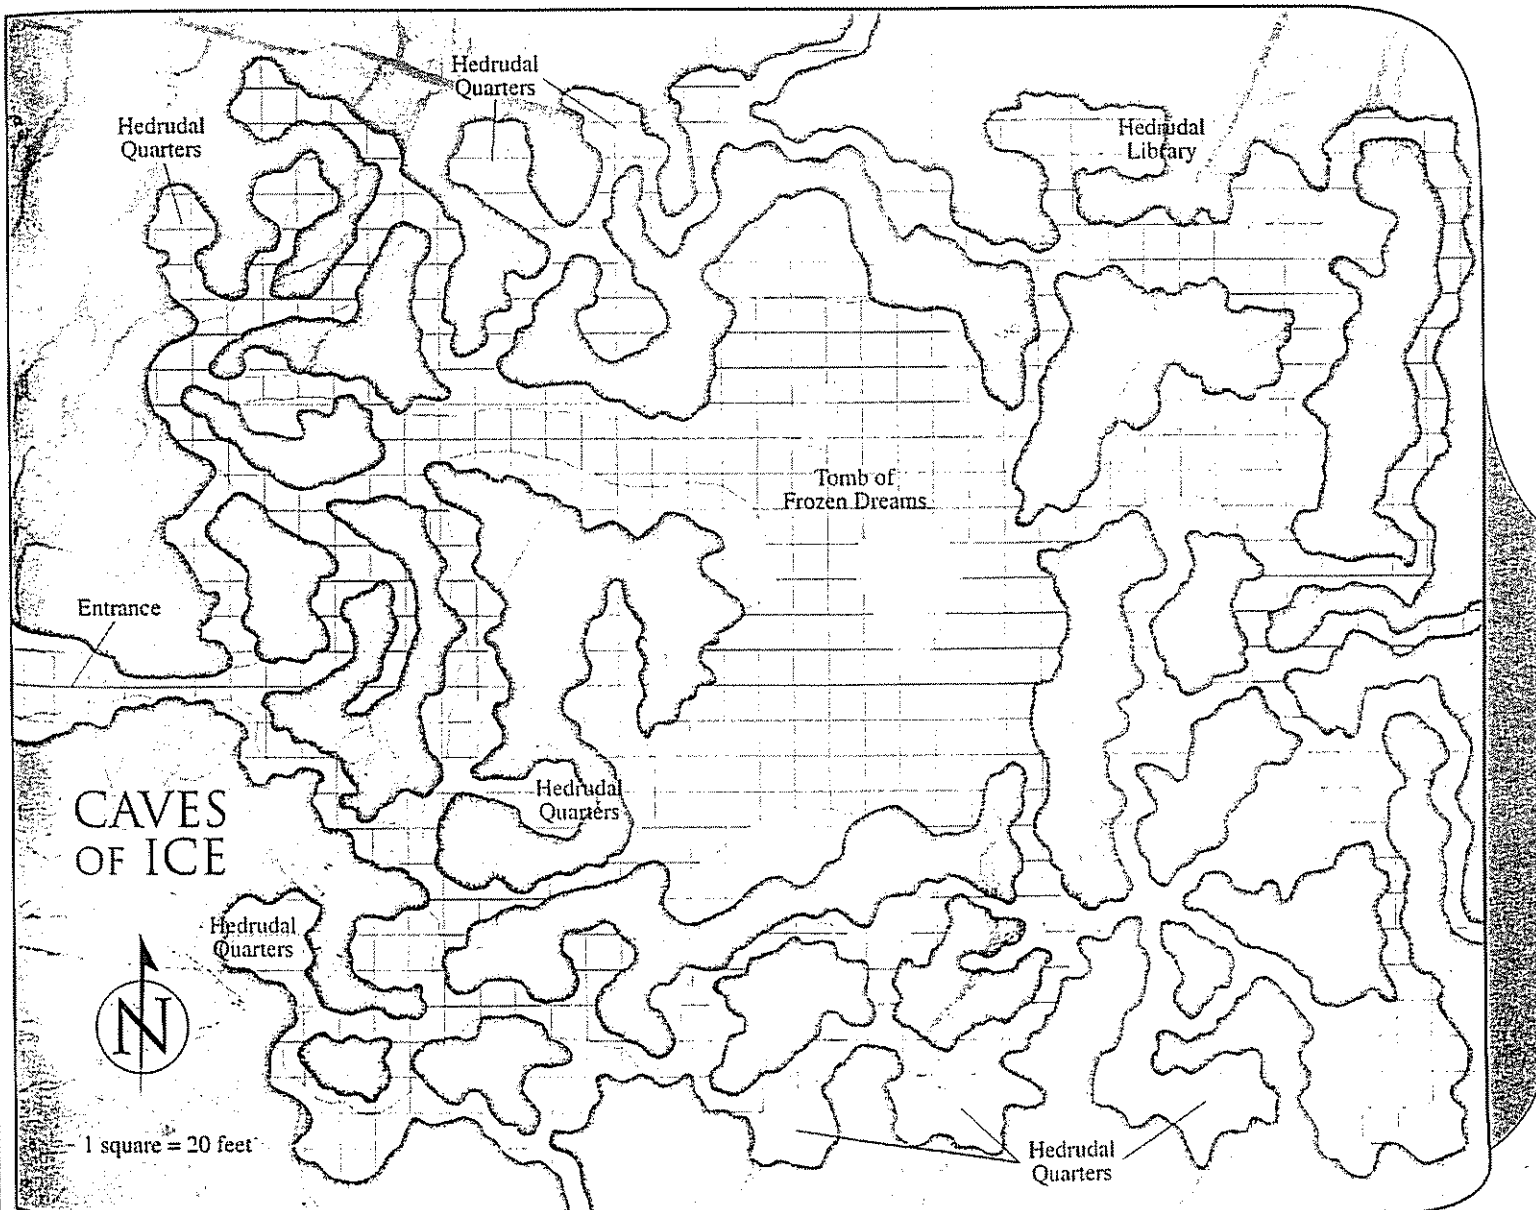 Hedrudal
Quarters
Hedrudal
Quarters
Hedrudal
Library
Tomb of
Frozen Dreams
Entrance
Hedrudal
Quarters
CAVES
OF ICE
Hedrudal
Quarters
N
1 square = 20 feet
Hedrudal
Quarters